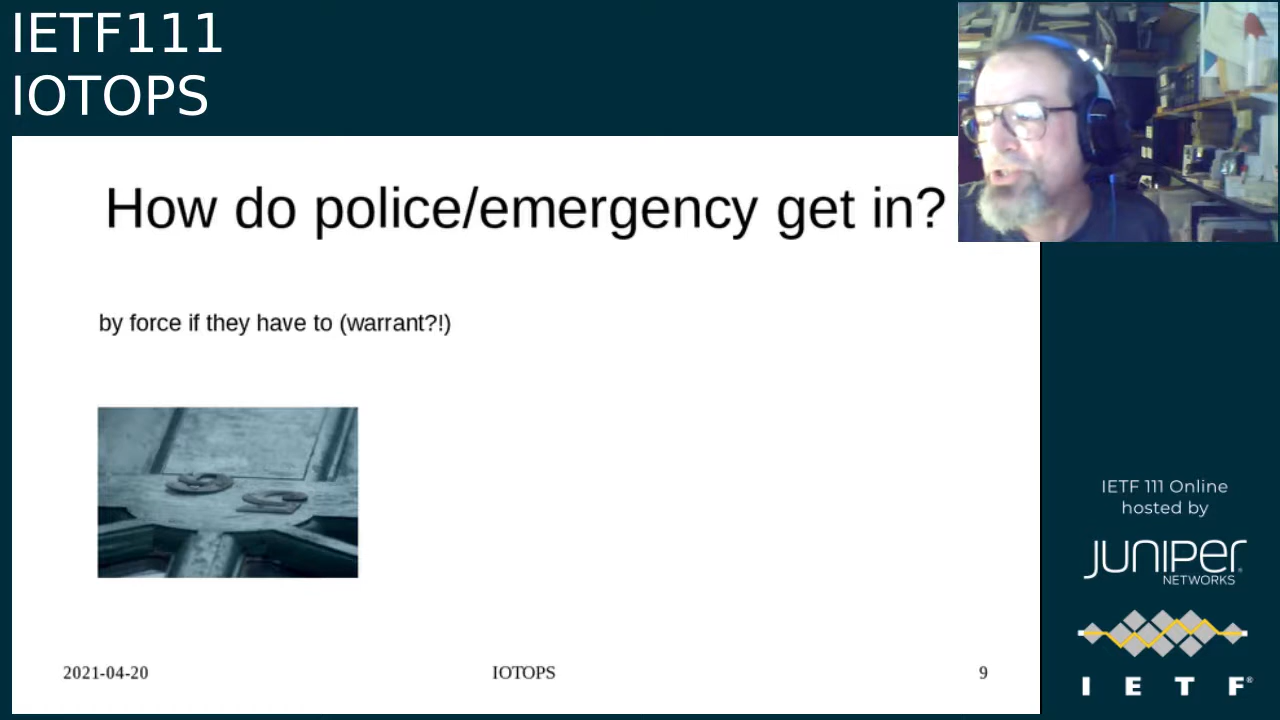 IETF111
IOTOPS
How do police/emergency get in?
by force if they have to (warrant?!)
2021-04-20
IOTOPS
9
IETF 111 Online
hosted by
JUNIPER
NETWORKS
IETF